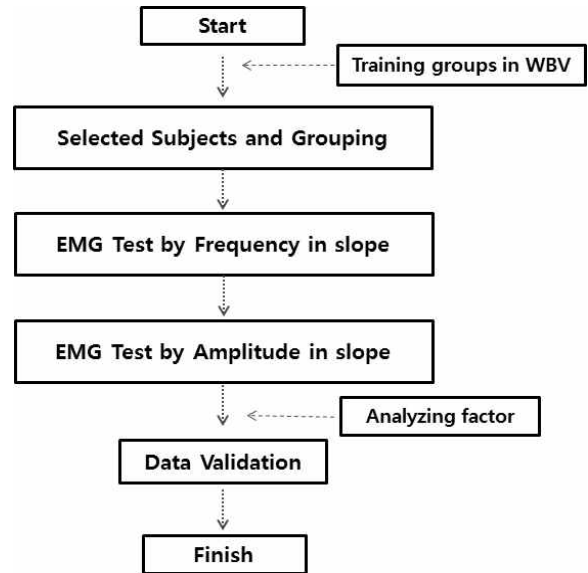 Start
Training groups in WBV
Selected Subjects and Grouping
EMG Test by Frequency in slope
EMG Test by Amplitude in slope
Analyzing factor
Data Validation
Finish